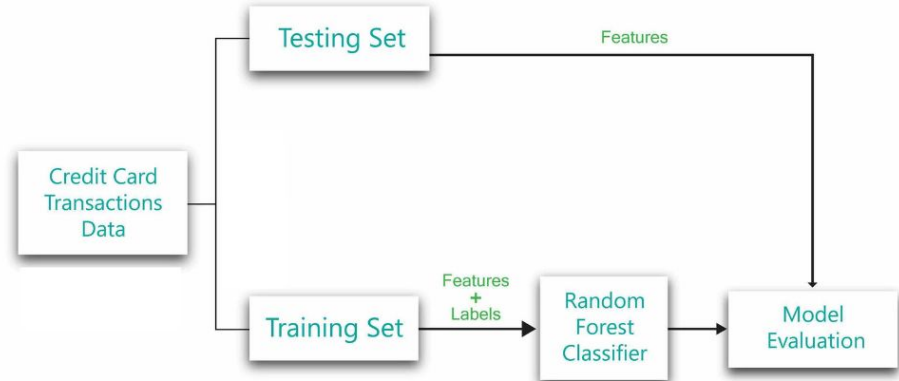 Testing Set
Features
Credit Card
Transactions
Data
Training Set
Features
+
Labels
Random
Forest
Classifier
Model
Evaluation